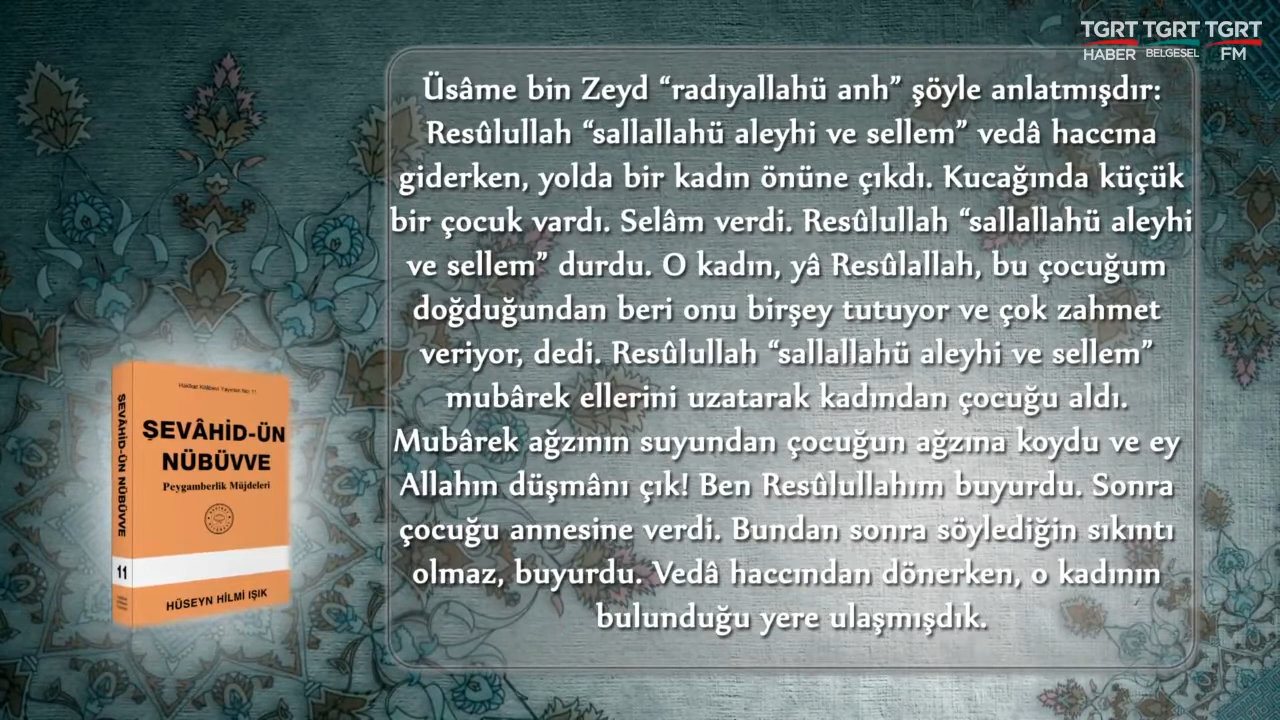 TGRT TGRT TGRT
HABER BELGESEL FM
Üsâme bin Zeyd “radıyallahü anh” şöyle anlatmışdır:
Resûlullah “sallallahü aleyhi ve sellem” vedâ haccına
giderken, yolda bir kadın önüne çıkdı. Kucağında küçük
bir çocuk vardı. Selâm verdi. Resûlullah “sallallahü aleyhi
ve sellem” durdu. O kadın, yâ Resûlallah, bu çocuğum
doğduğundan beri onu birşey tutuyor ve çok zahmet
veriyor, dedi. Resûlullah “sallallahü aleyhi ve sellem”
mubârek ellerini uzatarak kadından çocuğu aldı.
Mubârek ağzının suyundan çocuğun ağzına koydu ve ey
Allahın düşmânı çık! Ben Resûlullahım buyurdu. Sonra
çocuğu annesine verdi. Bundan sonra söylediğin sıkıntı
olmaz, buyurdu. Vedâ haccından dönerken, o kadının
bulunduğu yere ulaşmışdık.
Hakîkat Kitâbevi Yayınları No: 11
ŞEVÂHİD-ÜN
NÜBÜVVE
Peygamberlik Müjdeleri
HÜSEYN HİLMİ IŞIK
ŞEVÂHİD-ÜN NÜBÜVVE
11